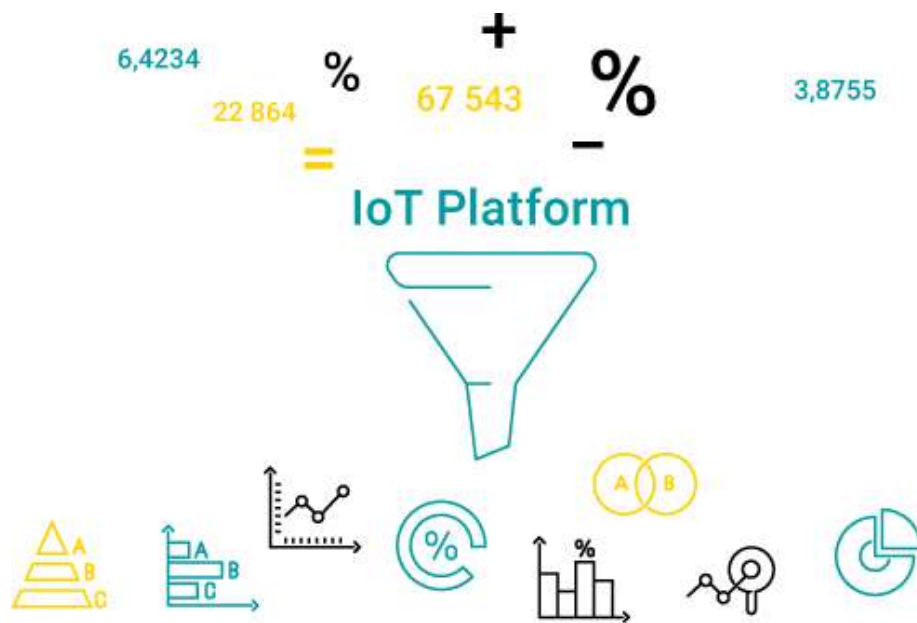 +
6,4234
%
67 543
%
3,8755
22 864
=
−
IoT Platform
A
B
C
A
B
C
%
%
A
B